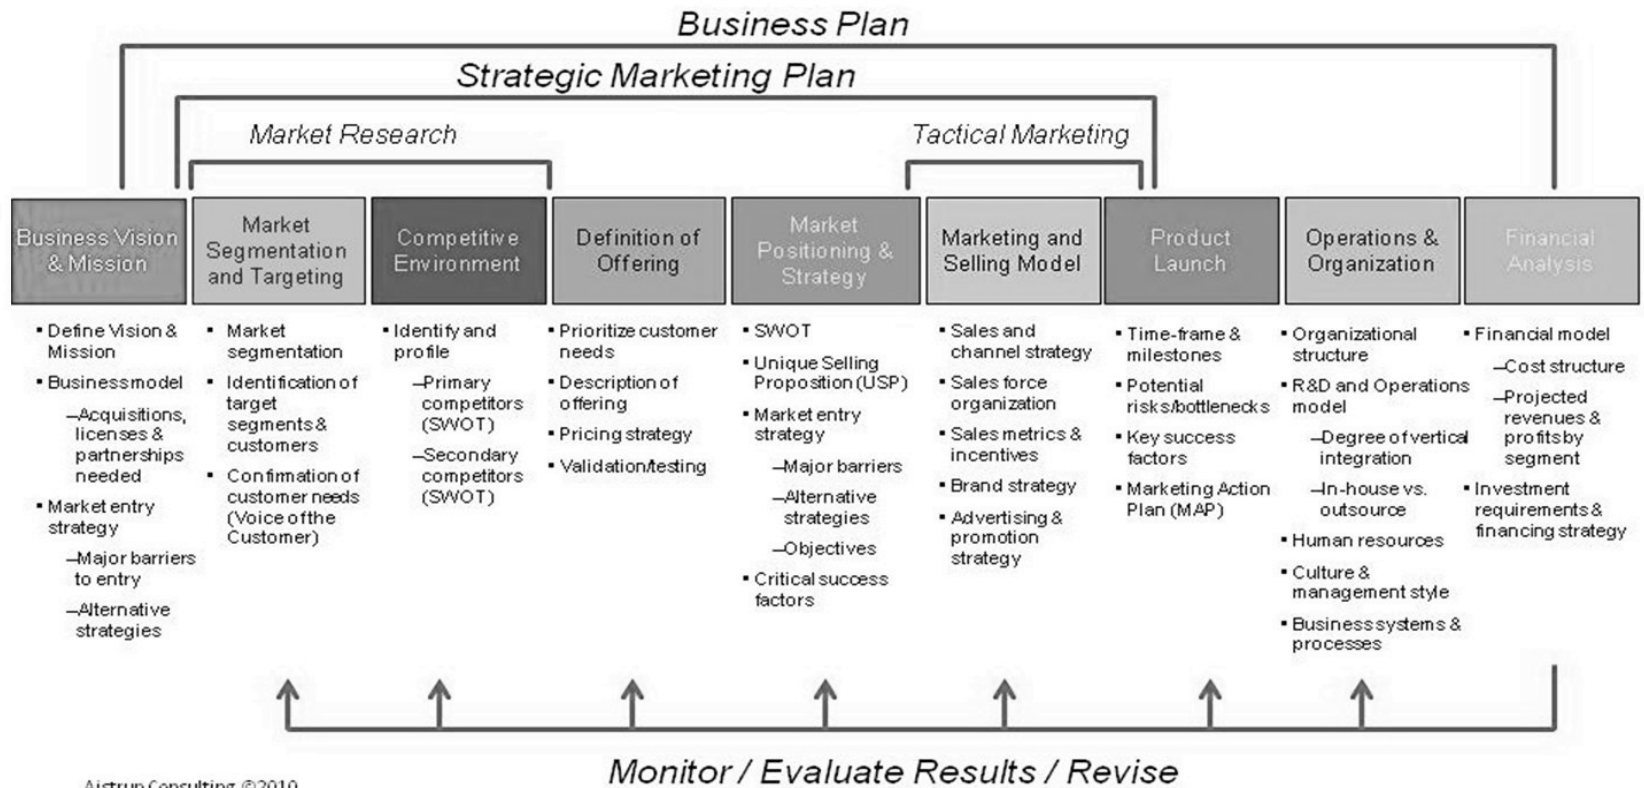 Business Plan
Strategic Marketing Plan
Market Research
Tactical Marketing
Business Vision
& Mission
Market
Segmentation
and Targeting
Competitive
Environment
Definition of
Offering
Market
Positioning &
Strategy
Marketing and
Selling Model
Product
Launch
Operations &
Organization
Financial
Analysis
▪ Define Vision &
Mission
▪ Business model
–Acquisitions,
licenses &
partnerships
needed
▪ Market entry
strategy
–Major barriers
to entry
–Alternative
strategies
▪ Market
segmentation
▪ Identification of
target
segments &
customers
▪ Confirmation of
customer needs
(Voice of the
Customer)
▪ Identify and
profile
–Primary
competitors
(SWOT)
–Secondary
competitors
(SWOT)
▪ Prioritize customer
needs
▪ Description of
offering
▪ Pricing strategy
▪ Validation/testing
▪ SWOT
▪ Unique Selling
Proposition (USP)
▪ Market entry
strategy
–Major barriers
–Alternative
strategies
–Objectives
▪ Critical success
factors
▪ Sales and
channel strategy
▪ Sales force
organization
▪ Sales metrics &
incentives
▪ Brand strategy
▪ Advertising &
promotion
strategy
▪ Time-frame &
milestones
▪ Potential
risks/bottlenecks
▪ Key success
factors
▪ Marketing Action
Plan (MAP)
▪ Organizational
structure
▪ R&D and Operations
model
–Degree of vertical
integration
–In-house vs.
outsource
▪ Human resources
▪ Culture &
management style
▪ Business systems &
processes
▪ Financial model
–Cost structure
–Projected
revenues &
profits by
segment
▪ Investment
requirements &
financing strategy
Monitor / Evaluate Results / Revise
Aistrup Consulting ©2010